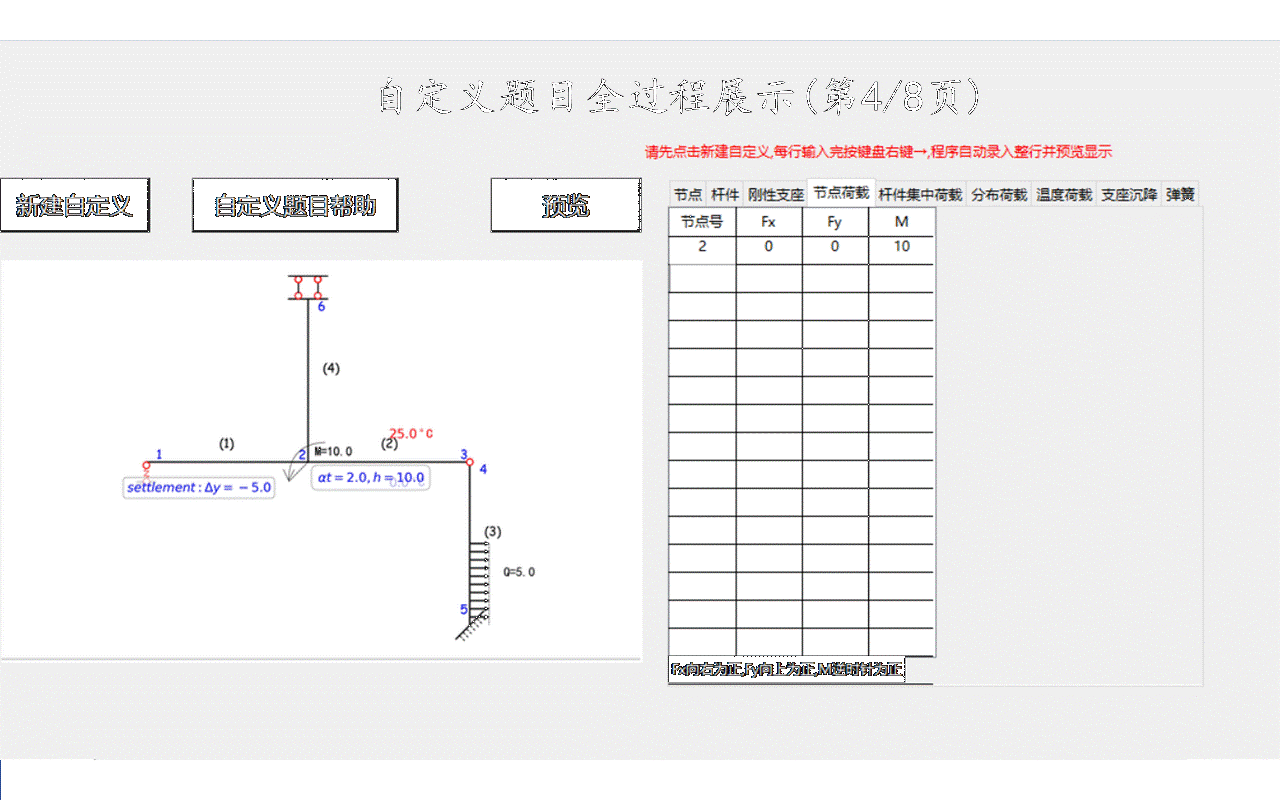 自定义题目全过程展示(第4/8页)
请先点击新建自定义,每行输入完按键盘右键→,程序自动录入整行并预览显示
新建自定义 自定义题目帮助 预览
节点 杆件 刚性支座 节点荷载 杆件集中荷载 分布荷载 温度荷载 支座沉降 弹簧
节点号 Fx Fy M
2 0 0 10
6
(4)
(1) (2) 25.0°C
1 2 M=10.0 3
4
settlement:Δy=−5.0 αt=2.0,h=10.0
(3)
Q=5.0
5
Fx向右为正,Fy向上为正,M逆时针为正